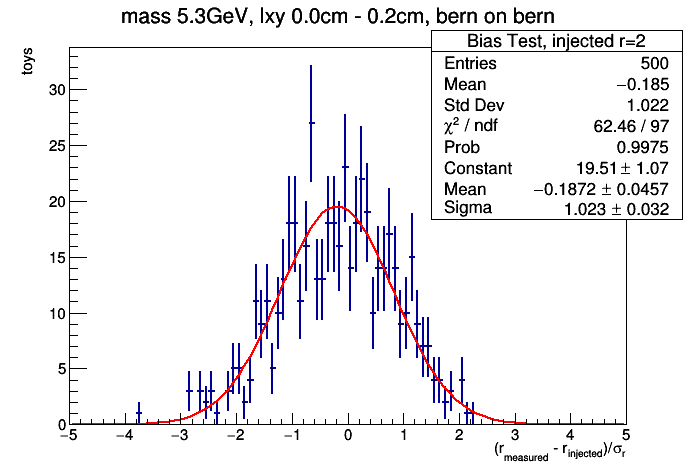 mass 5.3GeV, lxy 0.0cm - 0.2cm, bern on bern
Bias Test, injected r=2
Entries 500
Mean −0.185
Std Dev 1.022
χ² / ndf 62.46 / 97
Prob 0.9975
Constant 19.51 ± 1.07
Mean −0.1872 ± 0.0457
Sigma 1.023 ± 0.032
toys
30
25
20
15
10
5
0
−5 −4 −3 −2 −1 0 1 2 3 4 5
(r_measured - r_injected)/σ_r